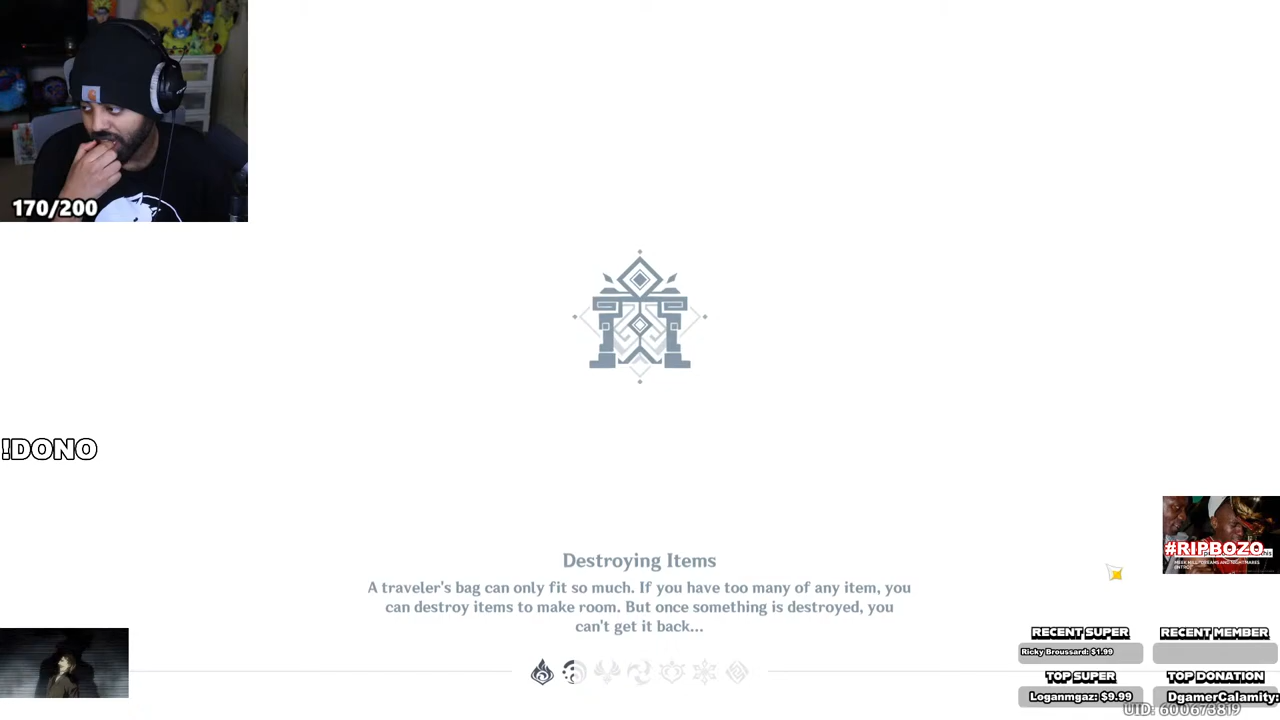 170/200
!DONO
#RIPBOZO...
Destroying Items
A traveler's bag can only fit so much. If you have too many of any item, you
can destroy items to make room. But once something is destroyed, you
can't get it back...
RECENT SUPER
RECENT MEMBER
Ricky Broussard: $1.99
TOP SUPER
TOP DONATION
Loganmgaz: $9.99
DgamerCalamity:
UID: 600673819